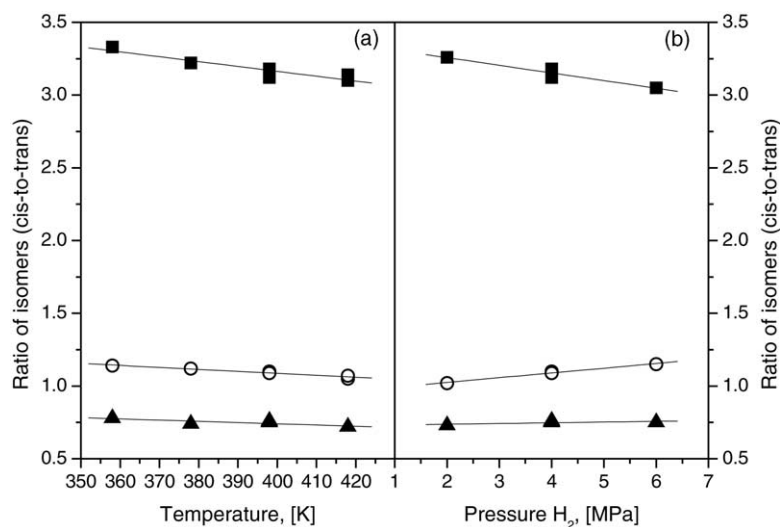 3.5 (a) (b) 3.5
3.0 3.0
2.5 2.5
2.0 2.0
1.5 1.5
1.0 1.0
0.5 0.5
Ratio of isomers (cis-to-trans)
Ratio of isomers (cis-to-trans)
350 360 370 380 390 400 410 420 1 2 3 4 5 6 7
Temperature, [K] Pressure H₂, [MPa]